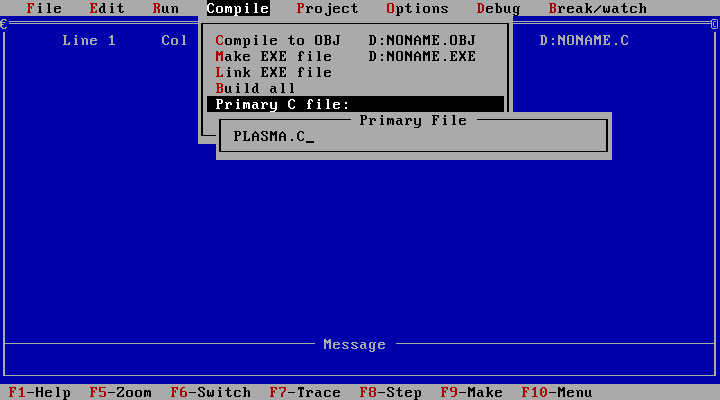 File Edit Run Compile Project Options Debug Break/watch
Line 1 Col D:NONAME.C
Compile to OBJ D:NONAME.OBJ
Make EXE file D:NONAME.EXE
Link EXE file
Build all
Primary C file:
Primary File
PLASMA.C_
Message
F1-Help F5-Zoom F6-Switch F7-Trace F8-Step F9-Make F10-Menu